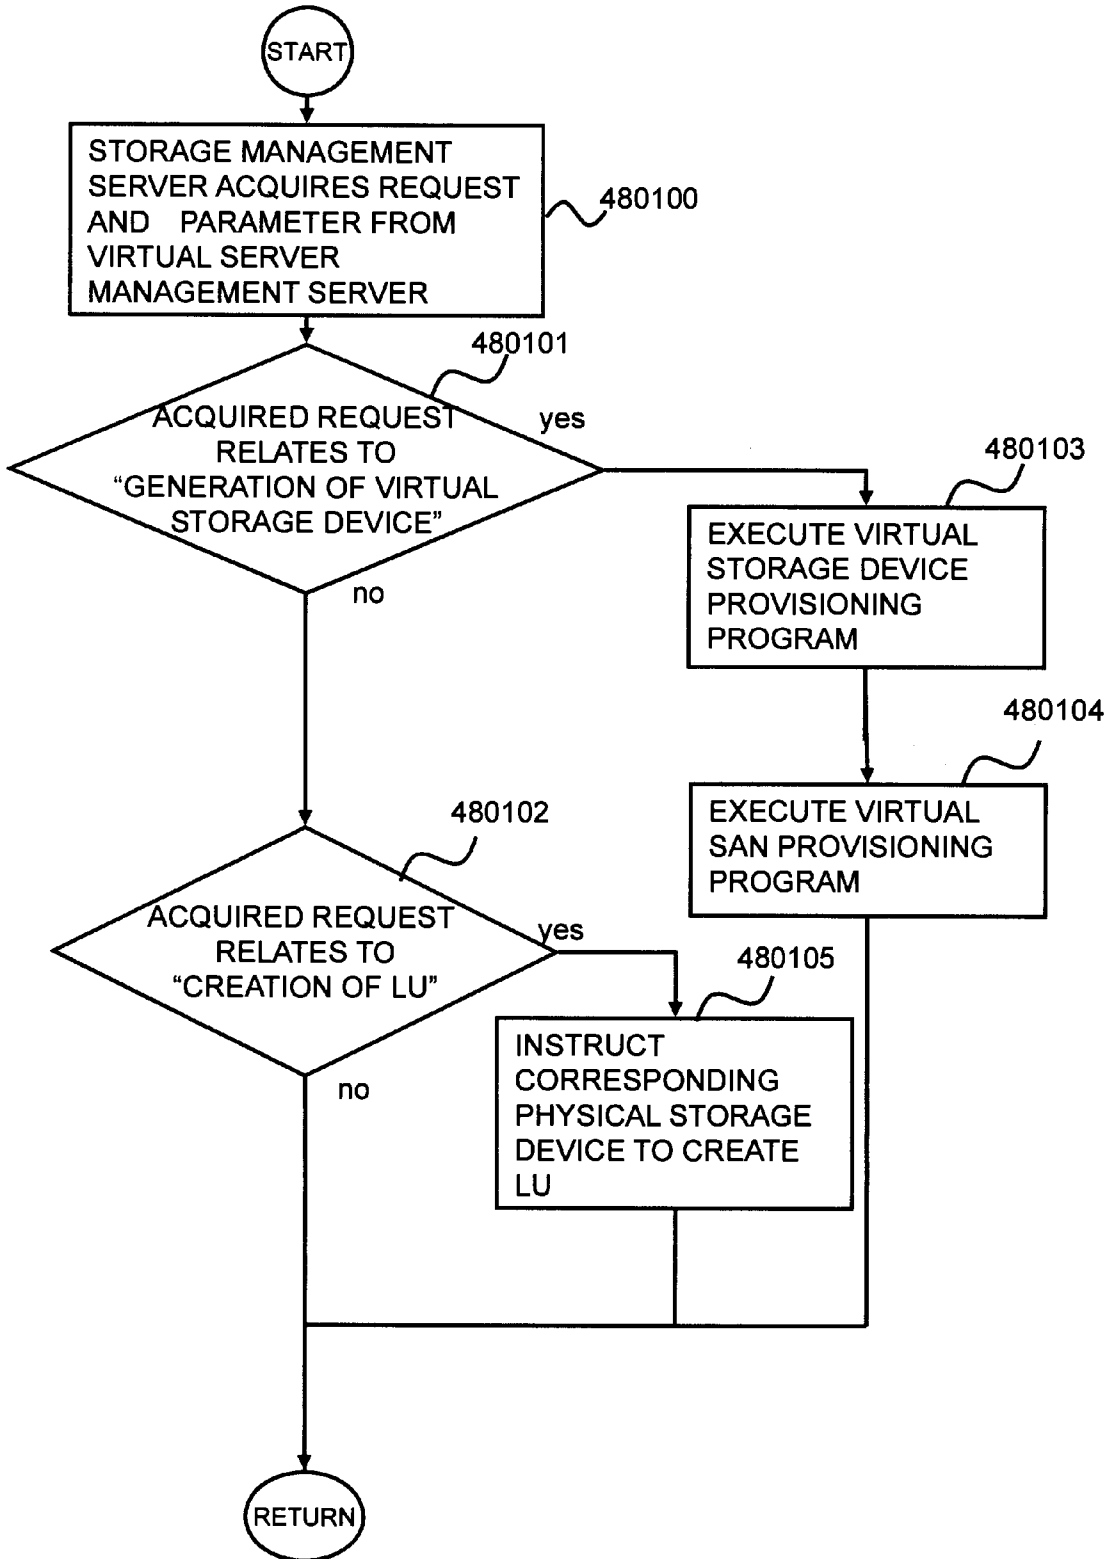 START
STORAGE MANAGEMENT
SERVER ACQUIRES REQUEST
AND PARAMETER FROM
VIRTUAL SERVER
MANAGEMENT SERVER
480100
480101
ACQUIRED REQUEST
RELATES TO
“GENERATION OF VIRTUAL
STORAGE DEVICE”
yes
no
480103
EXECUTE VIRTUAL
STORAGE DEVICE
PROVISIONING
PROGRAM
480104
EXECUTE VIRTUAL
SAN PROVISIONING
PROGRAM
480102
ACQUIRED REQUEST
RELATES TO
“CREATION OF LU”
yes
no
480105
INSTRUCT
CORRESPONDING
PHYSICAL STORAGE
DEVICE TO CREATE
LU
RETURN